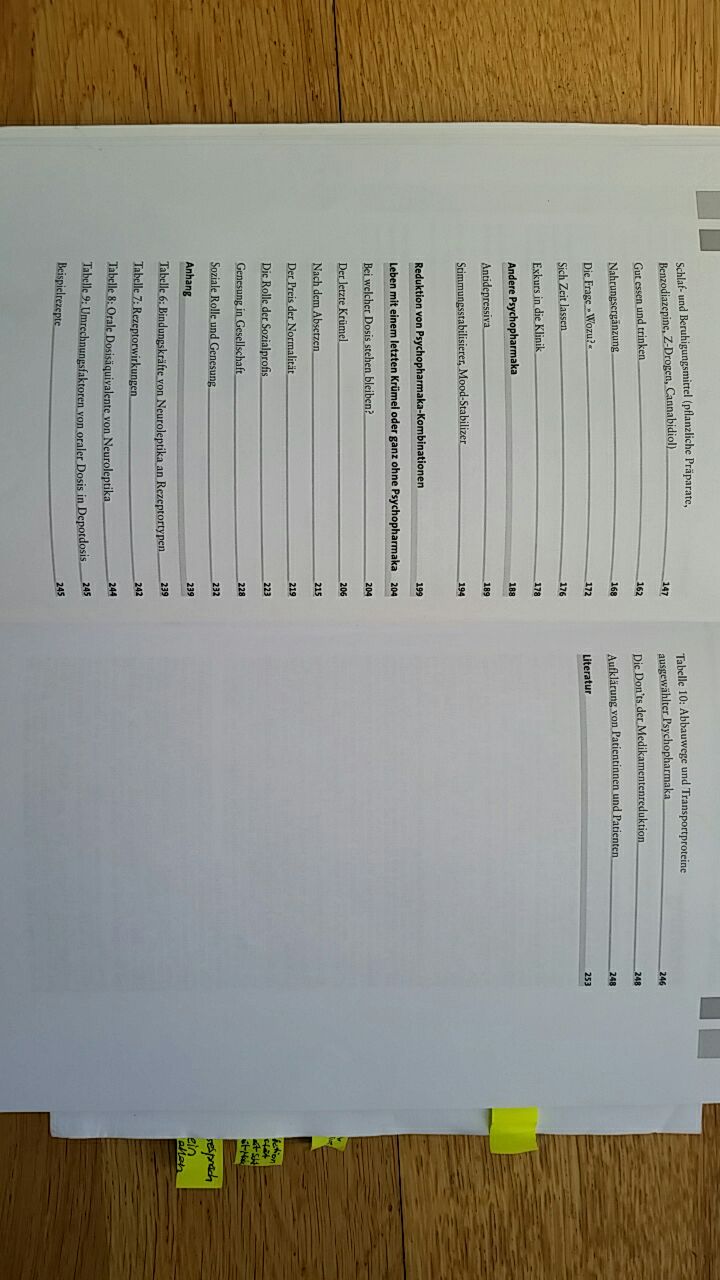 Schlaf- und Beruhigungsmittel (pflanzliche Präparate,
Benzodiazepine, Z-Drogen, Cannabidiol) 147
Gut essen und trinken 162
Nahrungsergänzung 168
Die Frage »Wozu?« 172
Sich Zeit lassen 176
Exkurs in die Klinik 178
Andere Psychopharmaka 188
Antidepressiva 189
Stimmungsstabilisierer, Mood-Stabilizer 194
Reduktion von Psychopharmaka-Kombinationen 199
Leben mit einem letzten Krümel oder ganz ohne Psychopharmaka 204
Bei welcher Dosis stehen bleiben? 204
Der letzte Krümel 206
Nach dem Absetzen 215
Der Preis der Normalität 219
Die Rolle der Sozialprofis 223
Genesung in Gesellschaft 228
Soziale Rolle und Genesung 232
Anhang 239
Tabelle 6: Bindungskräfte von Neuroleptika an Rezeptortypen 239
Tabelle 7: Rezeptorwirkungen 242
Tabelle 8: Orale Dosisäquivalente von Neuroleptika 244
Tabelle 9: Umrechnungsfaktoren von oraler Dosis in Depotdosis 245
Beispielrezepte 245
Tabelle 10: Abbauwege und Transportproteine
ausgewählter Psychopharmaka 246
Die Don'ts der Medikamentenreduktion 248
Aufklärung von Patientinnen und Patienten 248
Literatur 253